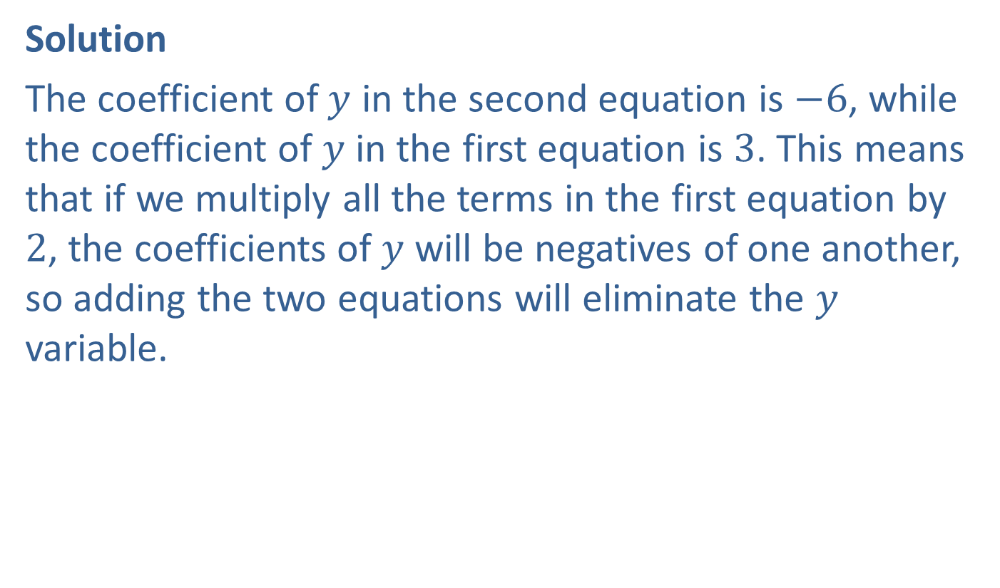 Solution
The coefficient of y in the second equation is −6, while
the coefficient of y in the first equation is 3. This means
that if we multiply all the terms in the first equation by
2, the coefficients of y will be negatives of one another,
so adding the two equations will eliminate the y
variable.